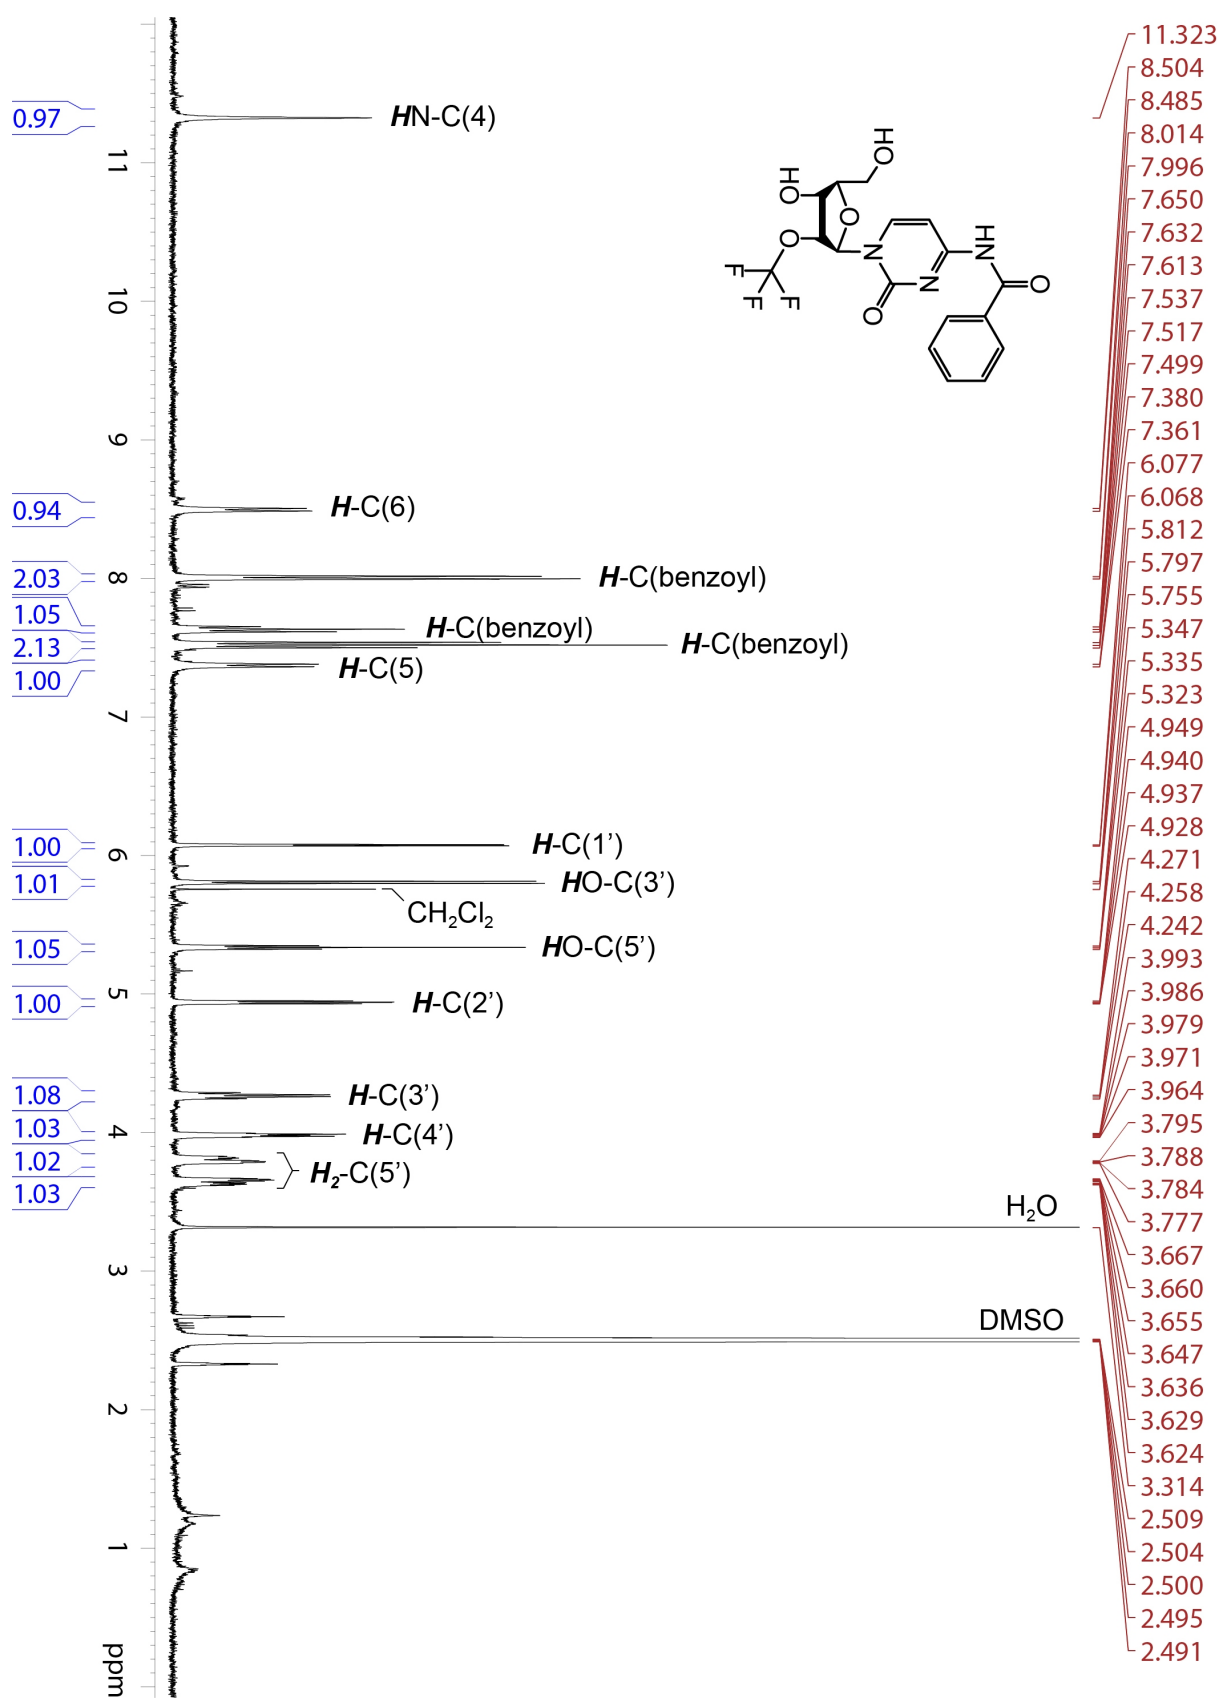 11.323
8.504
8.485
8.014
7.996
7.650
7.632
7.613
7.537
7.517
7.499
7.380
7.361
6.077
6.068
5.812
5.797
5.755
5.347
5.335
5.323
4.949
4.940
4.937
4.928
4.271
4.258
4.242
3.993
3.986
3.979
3.971
3.964
3.795
3.788
3.784
3.777
3.667
3.660
3.655
3.647
3.636
3.629
3.624
3.314
2.509
2.504
2.500
2.495
2.491
HO
HO
O
O
F
F
F
N
N
O
NH
O
HN-C(4)
H-C(6)
H-C(benzoyl)
H-C(benzoyl)
H-C(benzoyl)
H-C(5)
H-C(1’)
HO-C(3’)
CH₂Cl₂
HO-C(5’)
H-C(2’)
H-C(3’)
H-C(4’)
H₂-C(5’)
H₂O
DMSO
11
10
9
8
7
6
5
4
3
2
1
ppm
0.97
0.94
2.03
1.05
2.13
1.00
1.00
1.01
1.05
1.00
1.08
1.03
1.02
1.03